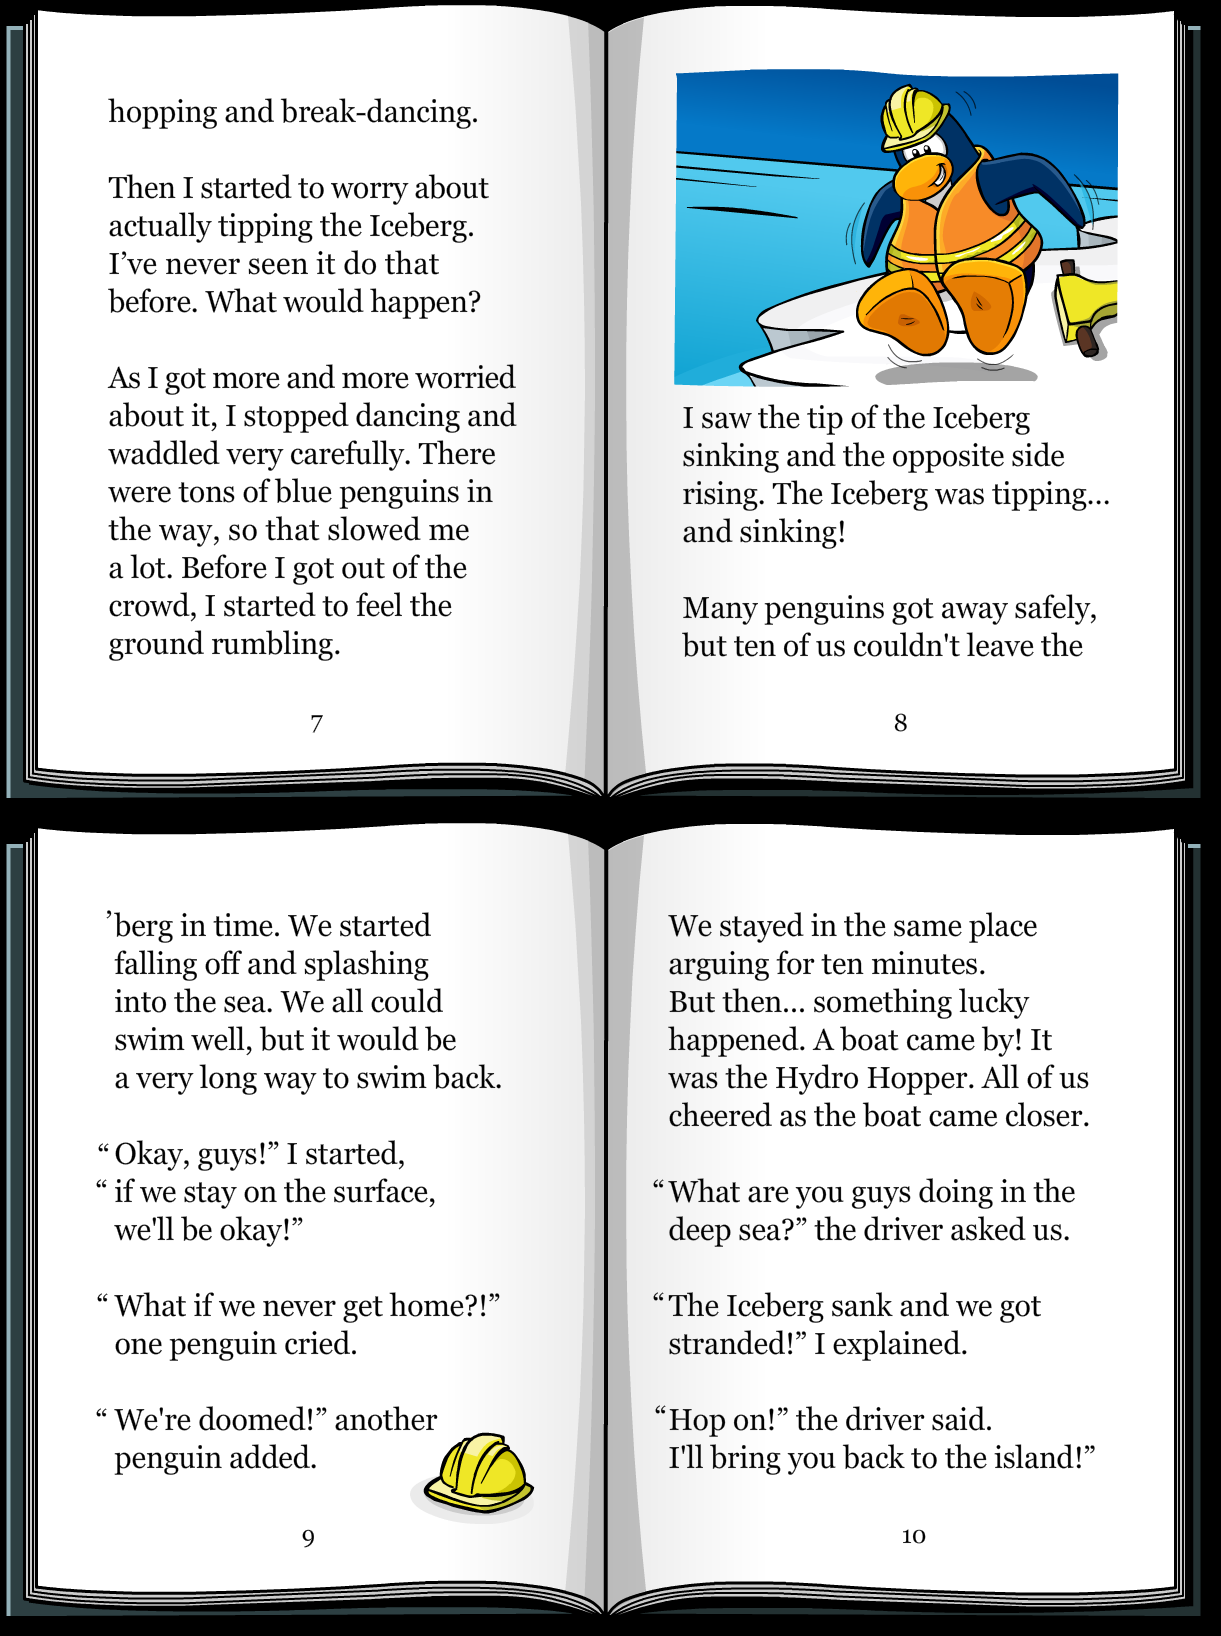 hopping and break-dancing.
Then I started to worry about
actually tipping the Iceberg.
I’ve never seen it do that
before. What would happen?
As I got more and more worried
about it, I stopped dancing and
waddled very carefully. There
were tons of blue penguins in
the way, so that slowed me
a lot. Before I got out of the
crowd, I started to feel the
ground rumbling.
7
I saw the tip of the Iceberg
sinking and the opposite side
rising. The Iceberg was tipping...
and sinking!
Many penguins got away safely,
but ten of us couldn't leave the
8
’berg in time. We started
falling off and splashing
into the sea. We all could
swim well, but it would be
a very long way to swim back.
“Okay, guys!” I started,
“if we stay on the surface,
we'll be okay!”
“What if we never get home?!”
one penguin cried.
“We're doomed!” another
penguin added.
9
We stayed in the same place
arguing for ten minutes.
But then... something lucky
happened. A boat came by! It
was the Hydro Hopper. All of us
cheered as the boat came closer.
“What are you guys doing in the
deep sea?” the driver asked us.
“The Iceberg sank and we got
stranded!” I explained.
“Hop on!” the driver said.
I'll bring you back to the island!”
10